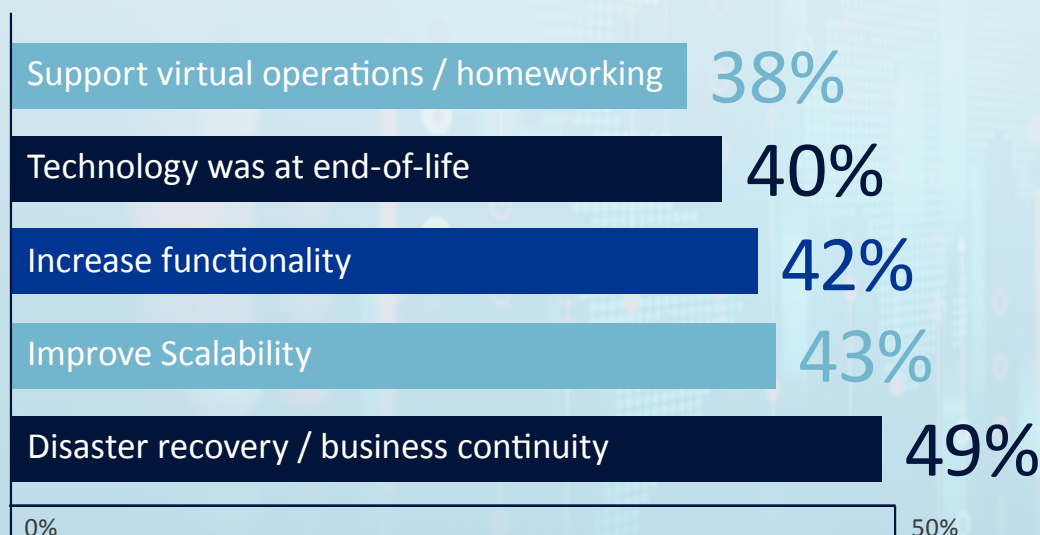 Support virtual operations / homeworking 38%
Technology was at end-of-life 40%
Increase functionality 42%
Improve Scalability 43%
Disaster recovery / business continuity 49%
0% 50%